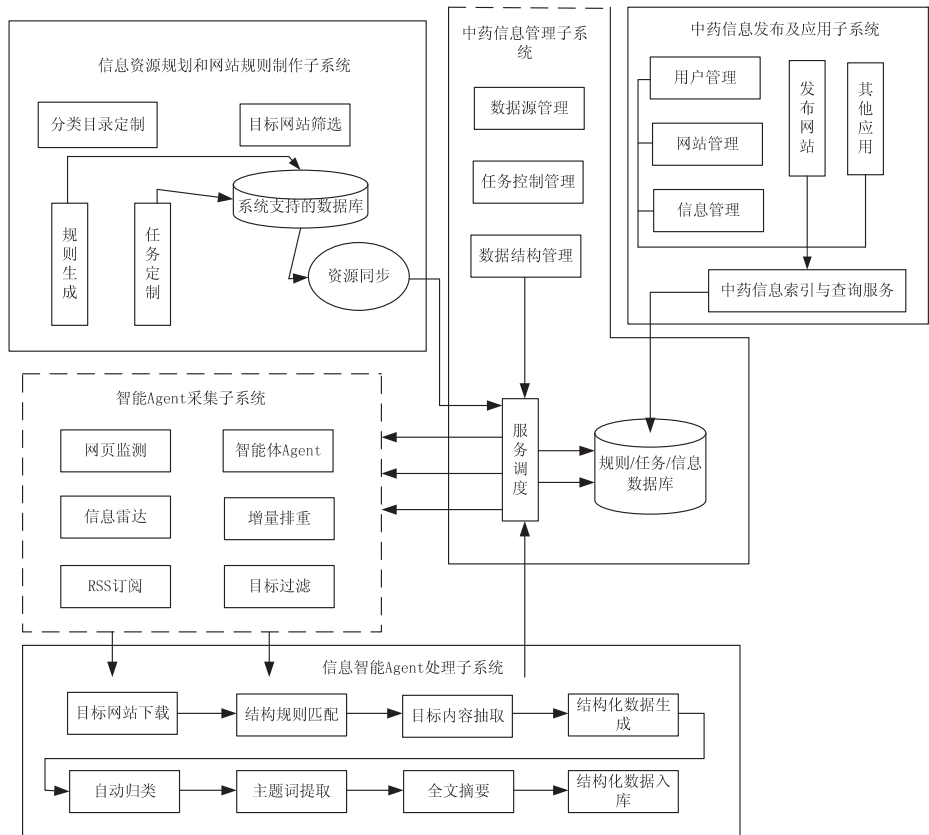 信息资源规划和网站规则制作子系统
分类目录定制
目标网站筛选
系统支持的数据库
规则生成
任务定制
资源同步
中药信息管理子系
统
数据源管理
任务控制管理
数据结构管理
服务调度
规则/任务/信息
数据库
中药信息发布及应用子系统
用户管理
网站管理
信息管理
发布网站
其他应用
中药信息索引与查询服务
智能Agent采集子系统
网页监测
智能体Agent
信息雷达
增量排重
RSS订阅
目标过滤
信息智能Agent处理子系统
目标网站下载
结构规则匹配
目标内容抽取
结构化数据生
成
自动归类
主题词提取
全文摘要
结构化数据入
库